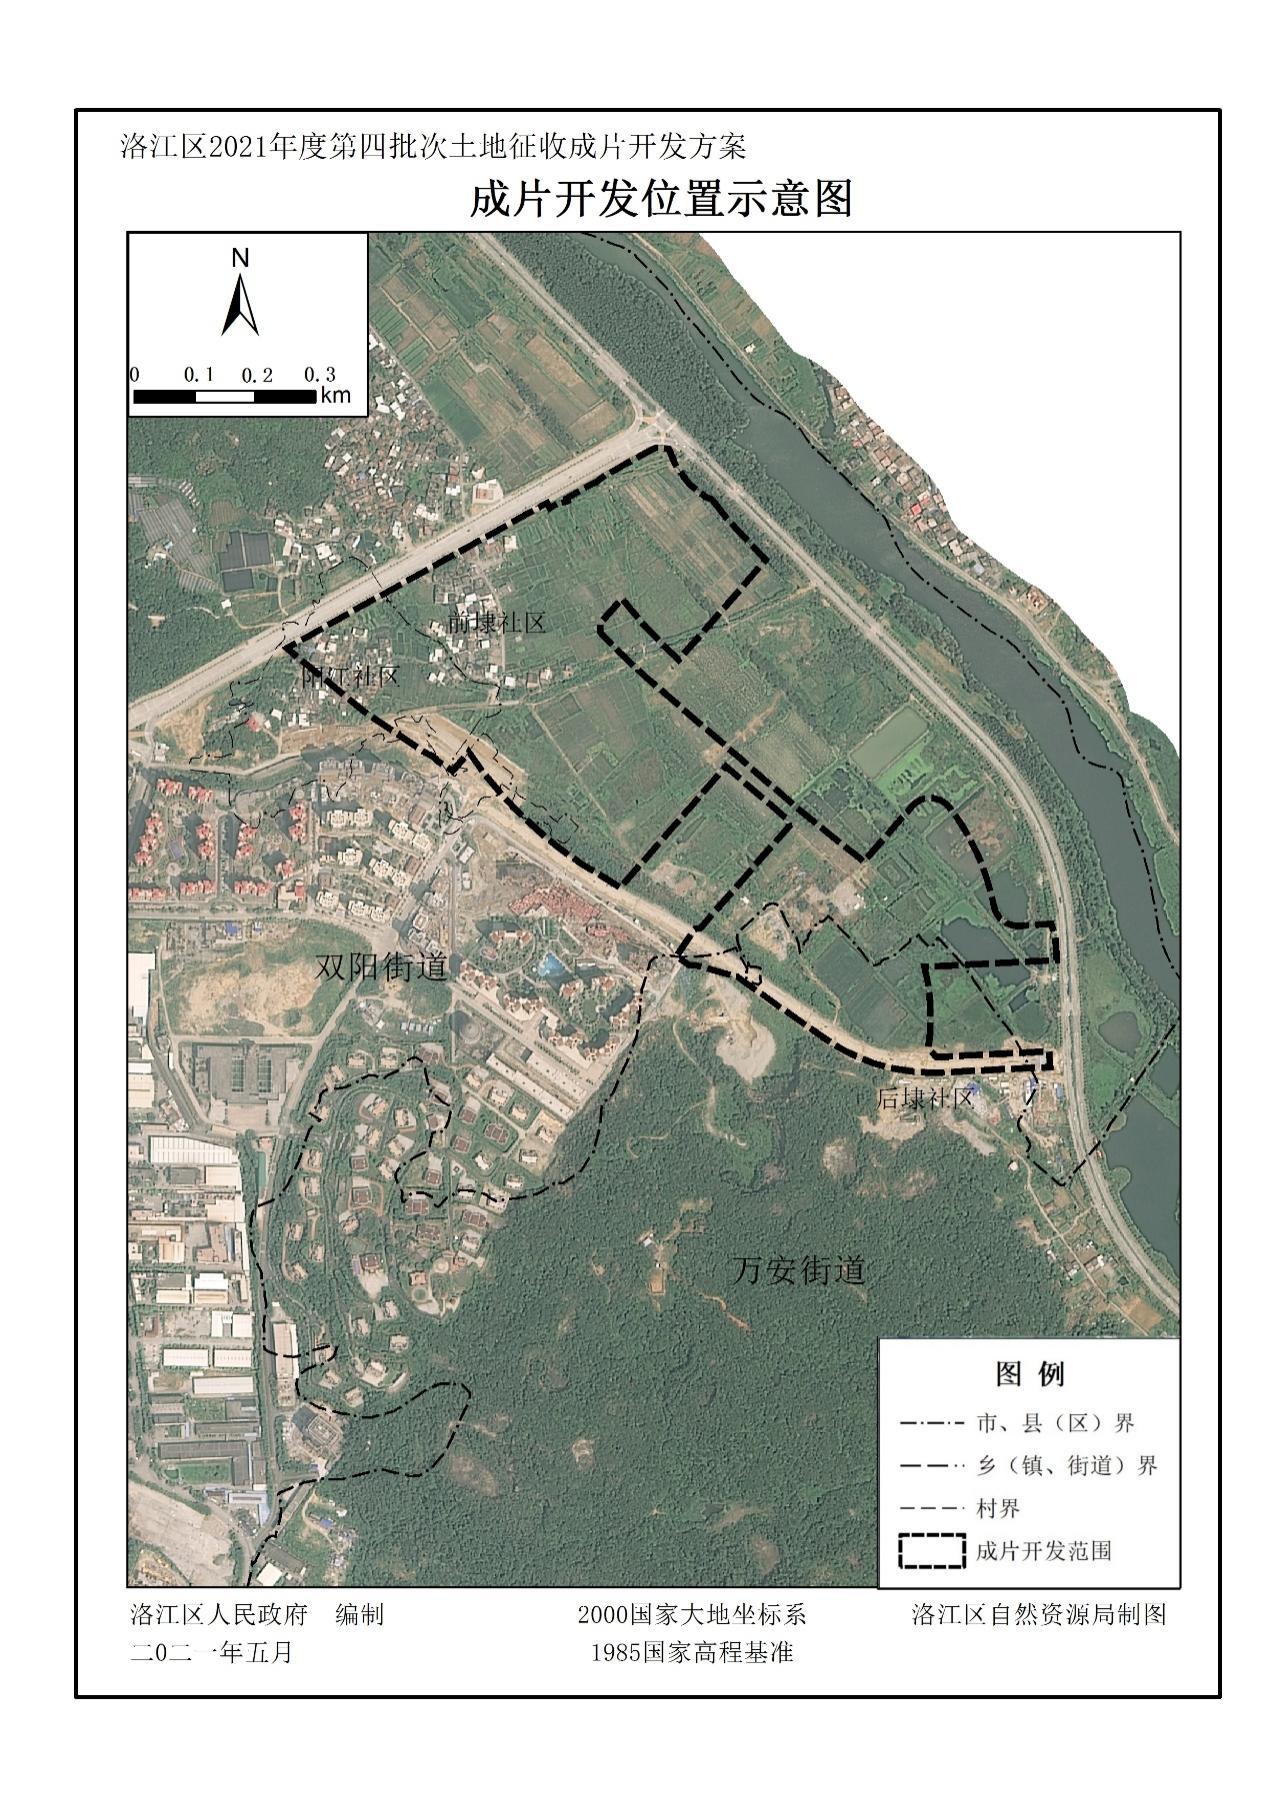 洛江区2021年度第四批次土地征收成片开发方案
成片开发位置示意图
N
0 0.1 0.2 0.3
km
前埭社区
阳江社区
双阳街道
后埭社区
万安街道
图 例
市、县（区）界
乡（镇、街道）界
村界
成片开发范围
洛江区人民政府 编制 2000国家大地坐标系 洛江区自然资源局制图
二〇二一年五月 1985国家高程基准